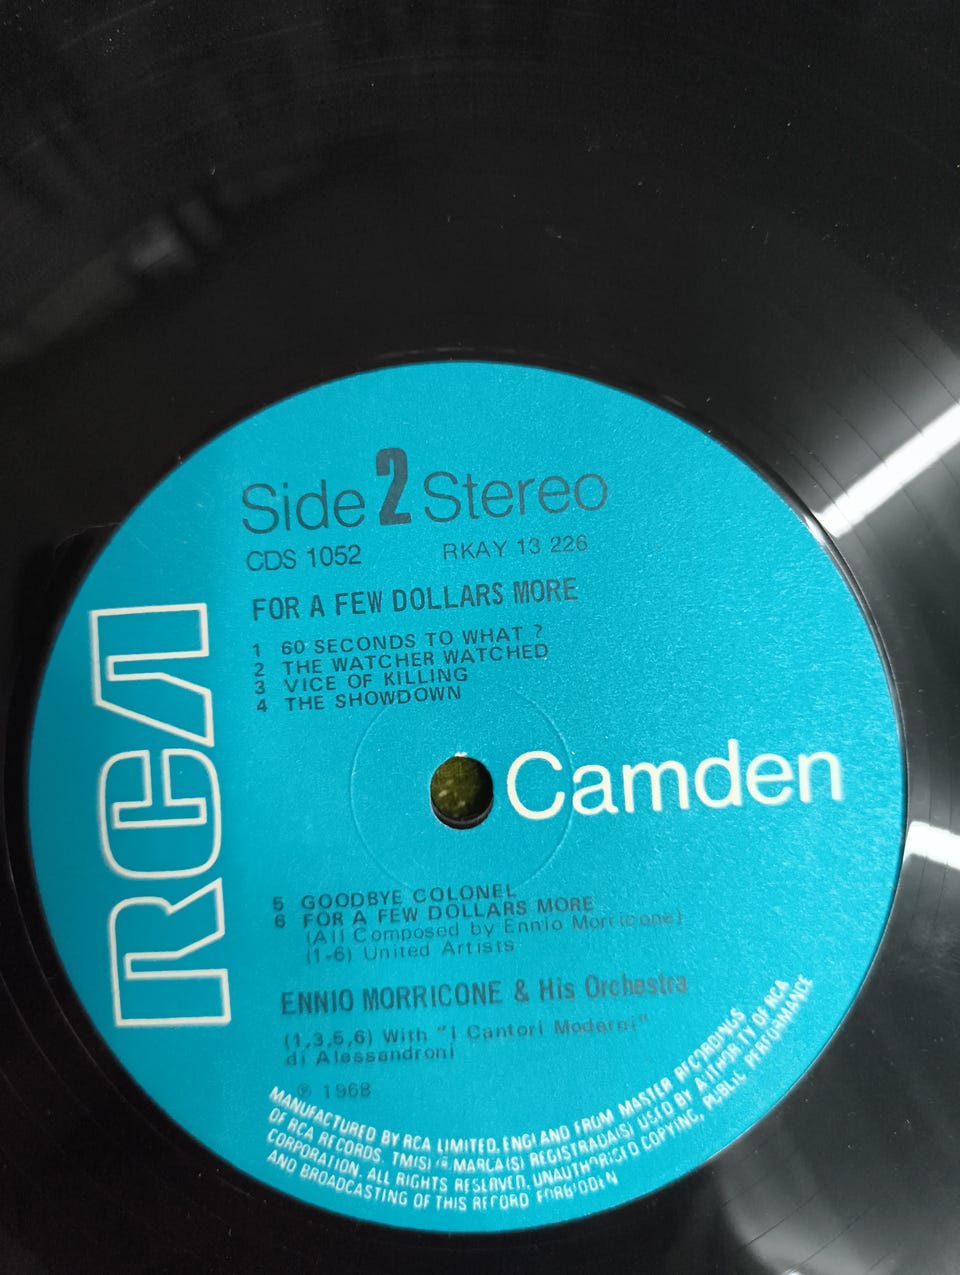 Side 2 Stereo
CDS 1052 RKAY 13 226
FOR A FEW DOLLARS MORE
1 60 SECONDS TO WHAT ?
2 THE WATCHER WATCHED
3 VICE OF KILLING
4 THE SHOWDOWN
RCA
Camden
5 GOODBYE COLONEL
6 FOR A FEW DOLLARS MORE
(All Composed by Ennio Morricone)
(1-6) United Artists
ENNIO MORRICONE & His Orchestra
(1,3,5,6) With "I Cantori Moderni"
di Alessandroni
℗ 1968
MANUFACTURED BY RCA LIMITED, ENGLAND FROM MASTER RECORDINGS
OF RCA RECORDS. TM(S) ® MARCA(S) REGISTRADA(S) USED BY AUTHORITY OF RCA
CORPORATION, ALL RIGHTS RESERVED, UNAUTHORISED COPYING, PUBLIC PERFORMANCE
AND BROADCASTING OF THIS RECORD FORBIDDEN